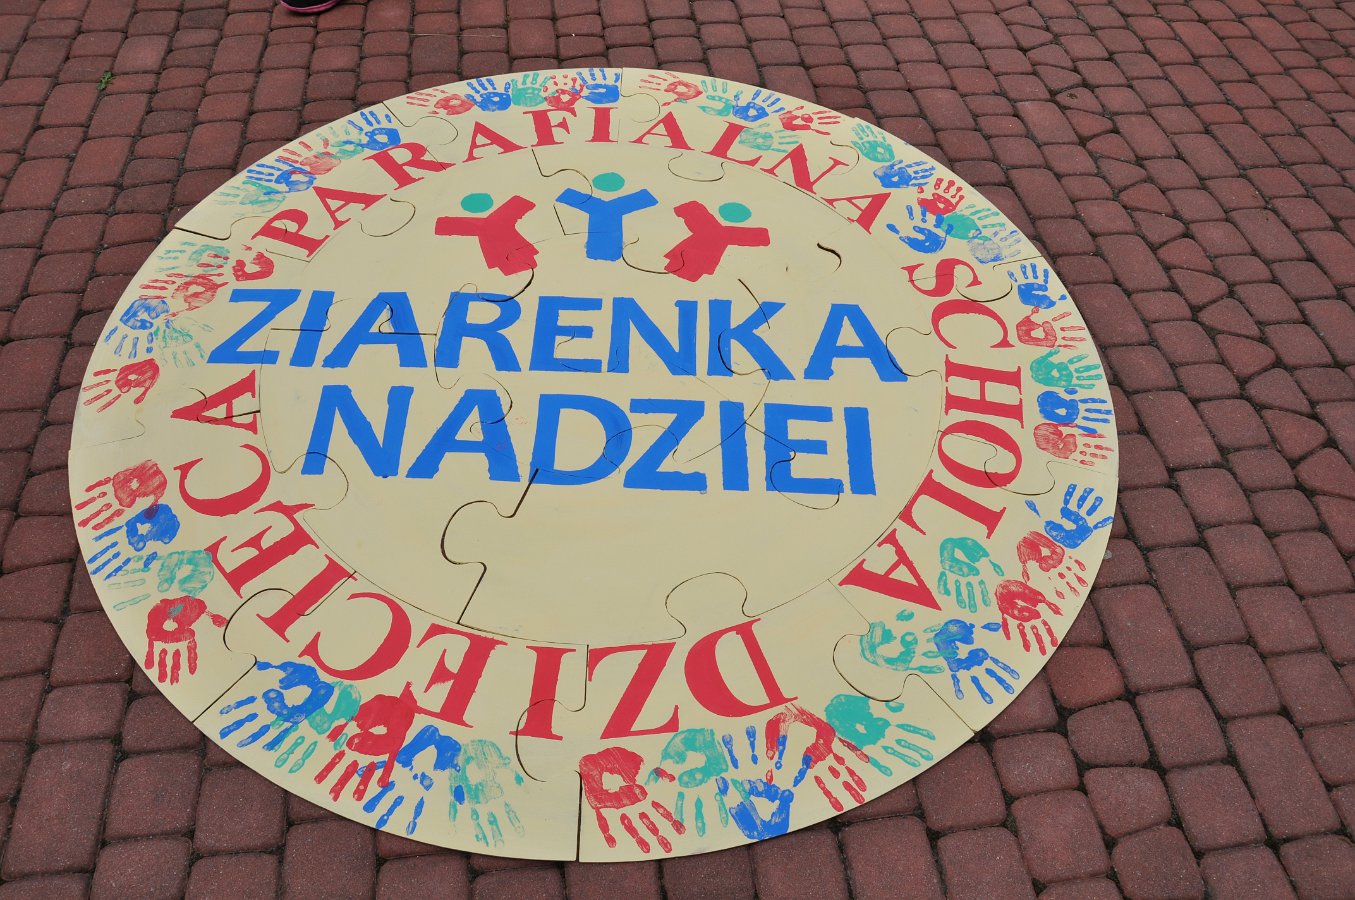 PARAFIALNA SCHOLA DZIECIĘCA
ZIARENKA
NADZIEI